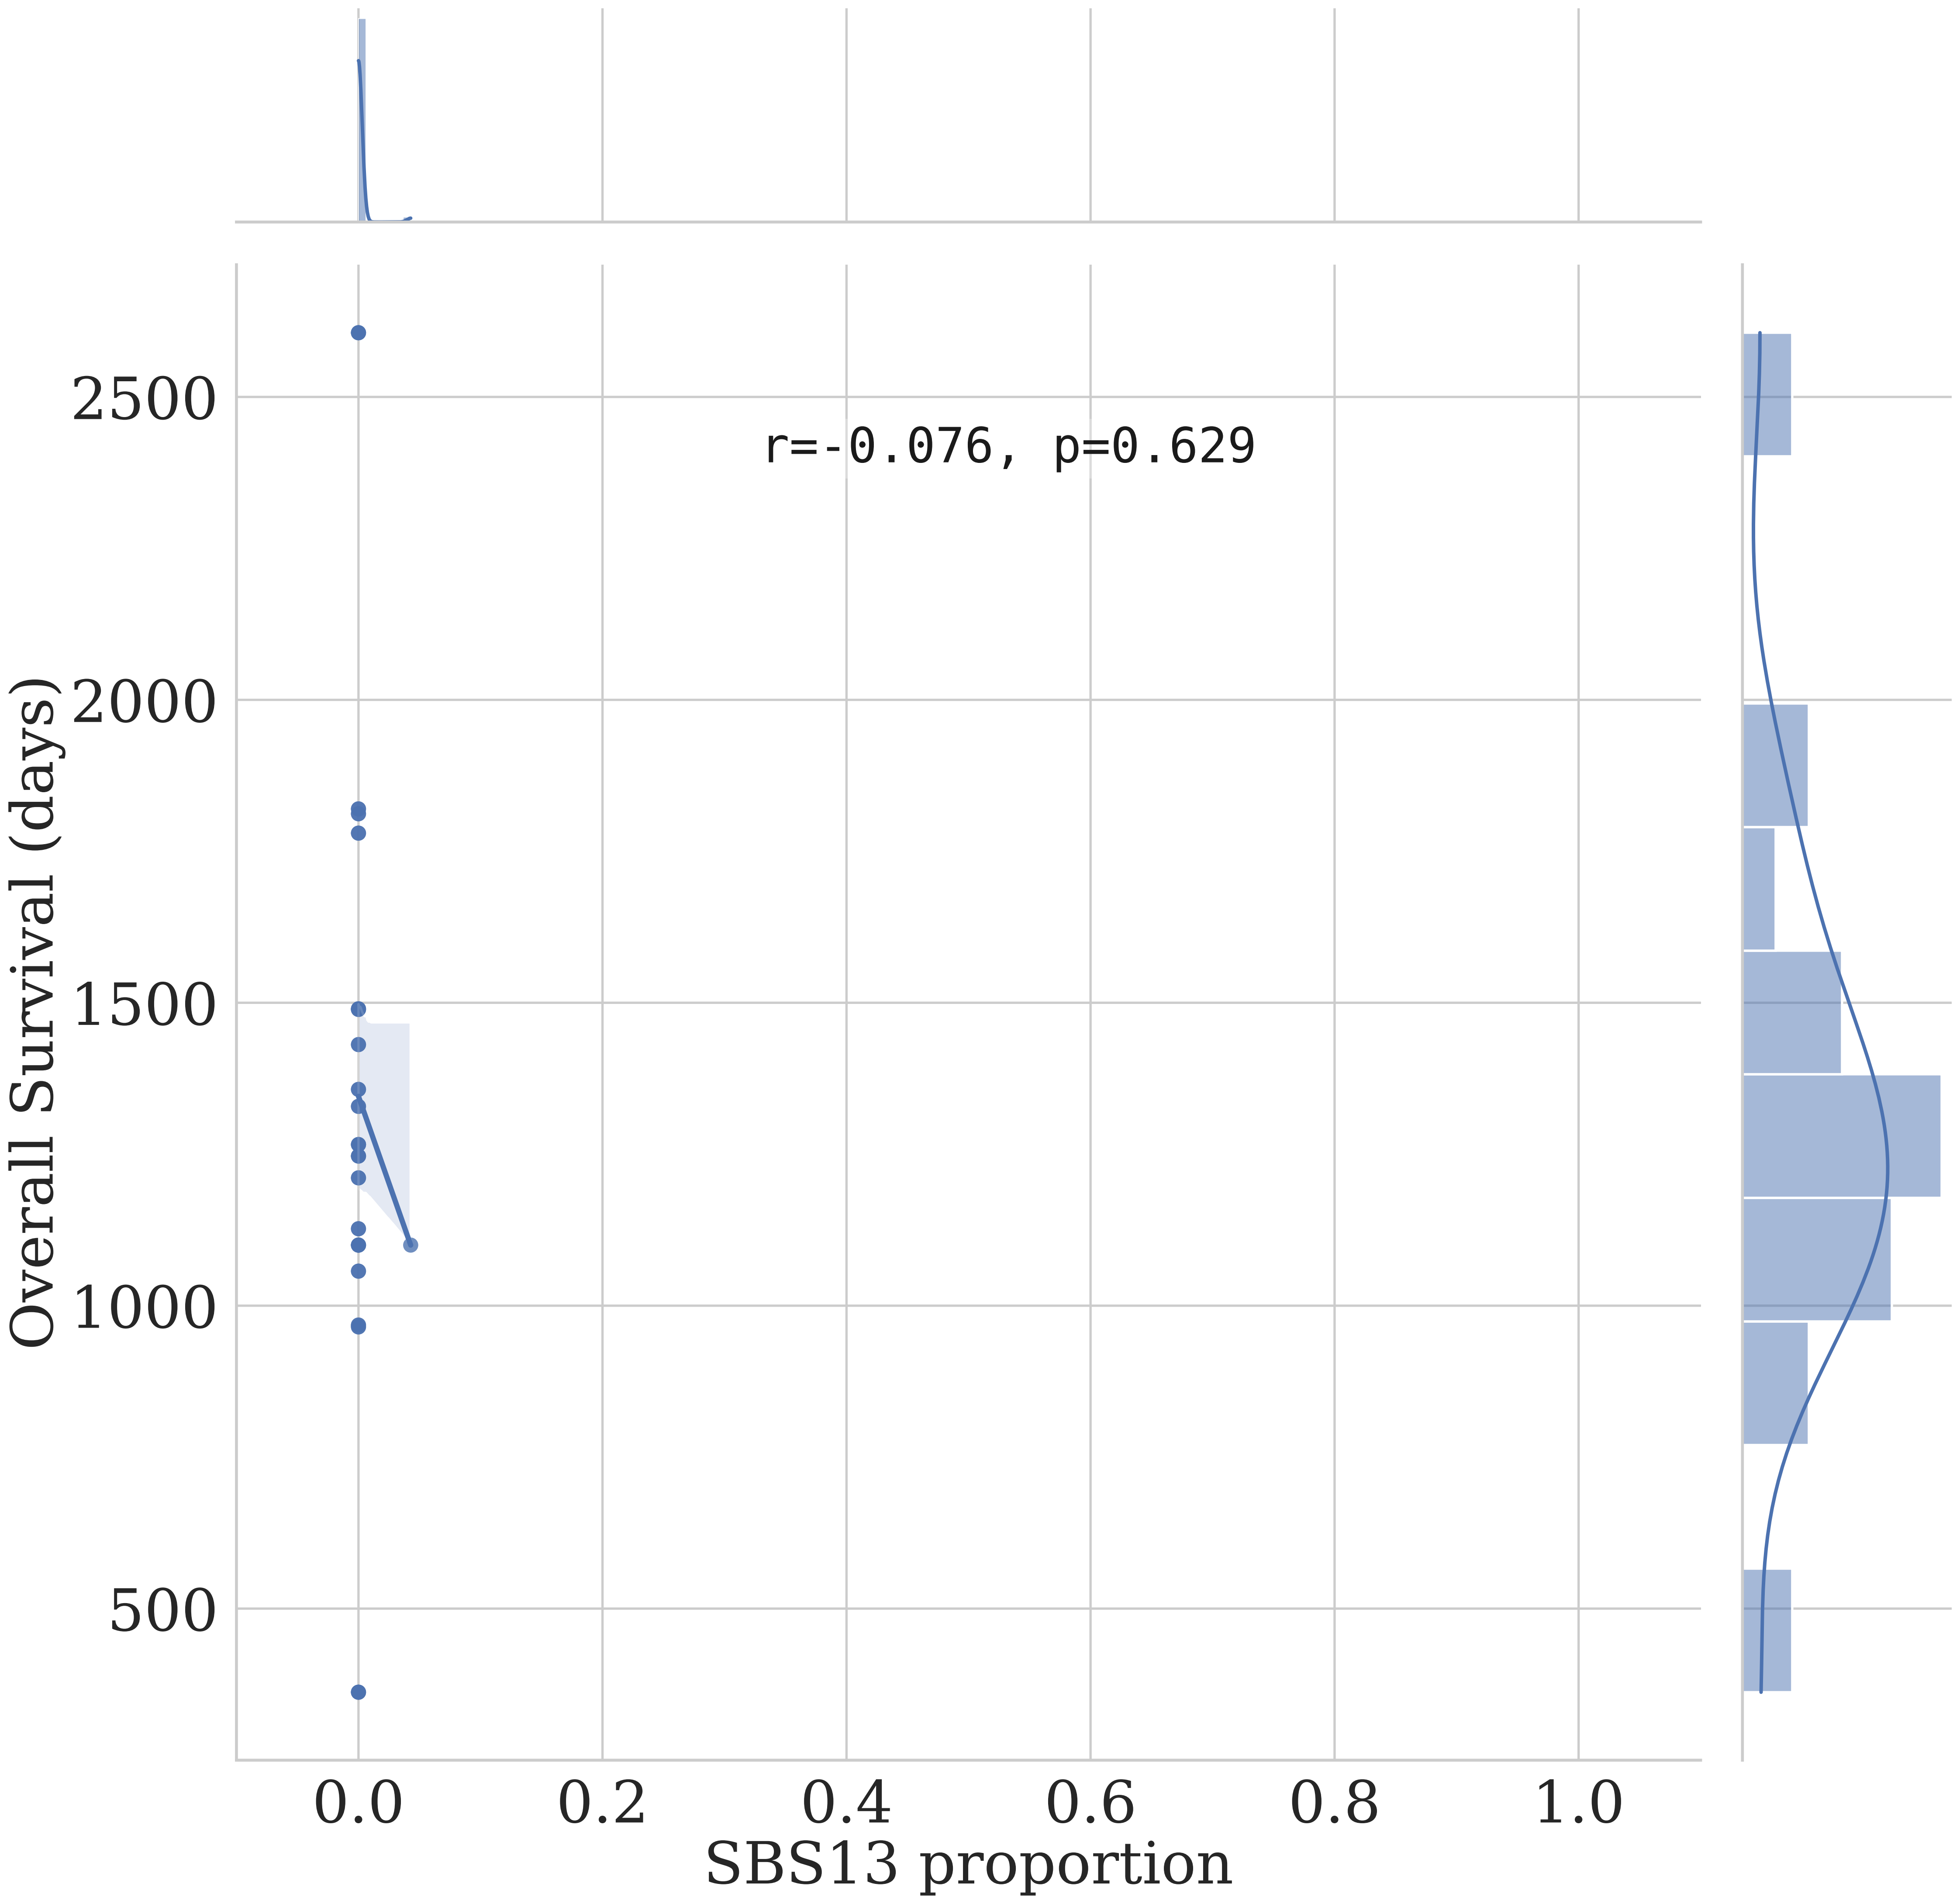 r=-0.076, p=0.629
Overall Survival (days)
2500
2000
1500
1000
500
0.0 0.2 0.4 0.6 0.8 1.0
SBS13 proportion